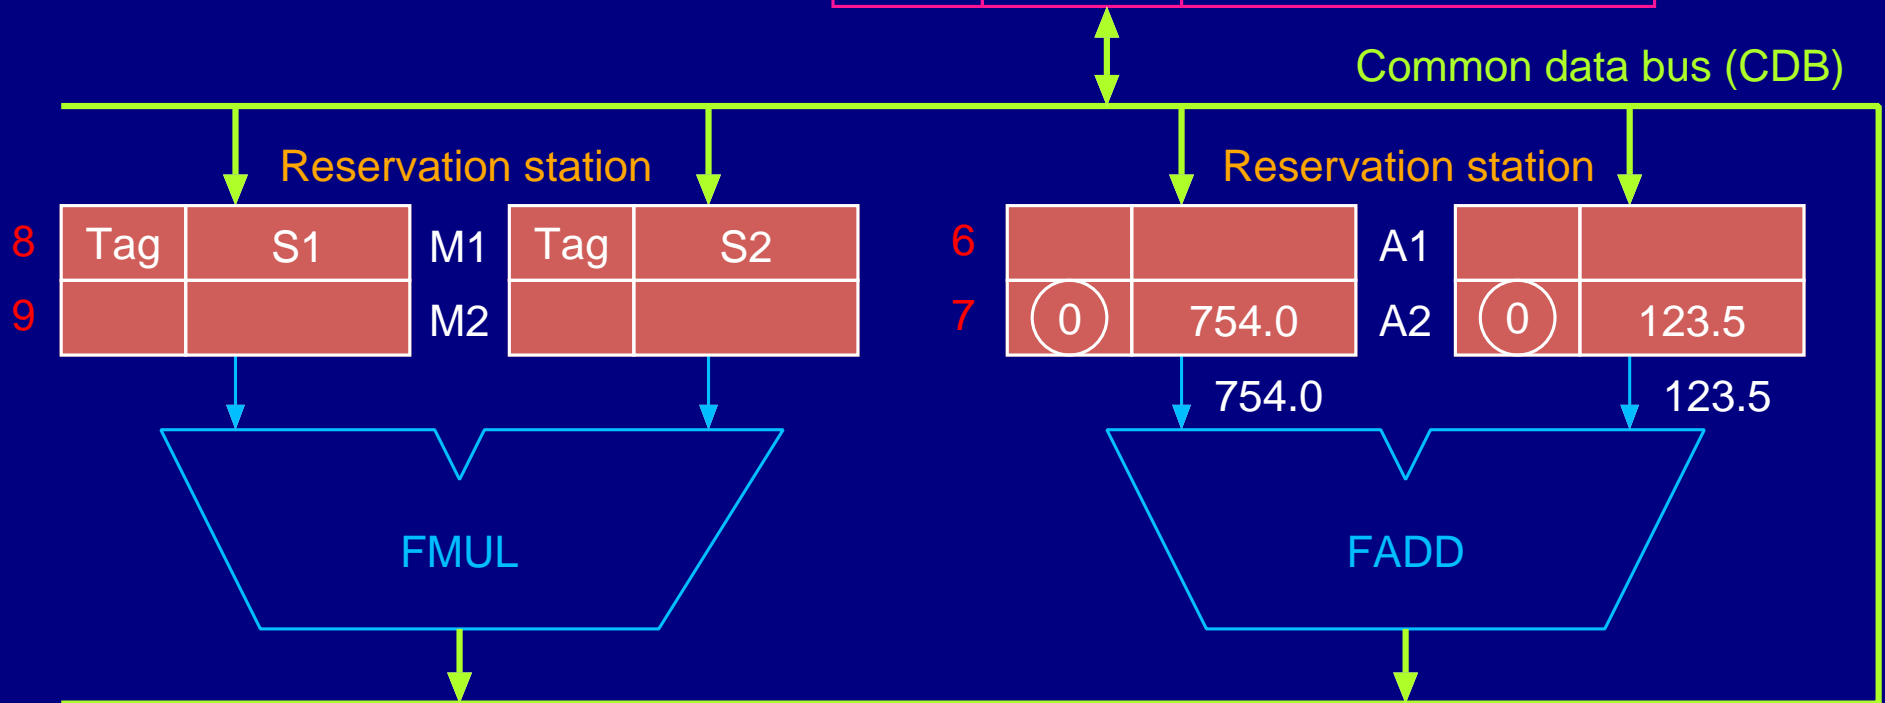 Common data bus (CDB)
Reservation station Reservation station
8 Tag S1 M1 Tag S2 6 A1
9 M2 7 0 754.0 A2 0 123.5
754.0 123.5
FMUL FADD